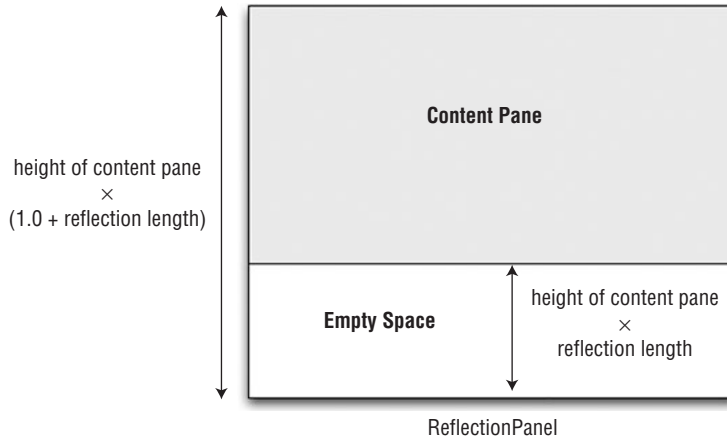 Content Pane
height of content pane
×
(1.0 + reflection length)
Empty Space
height of content pane
×
reflection length
ReflectionPanel